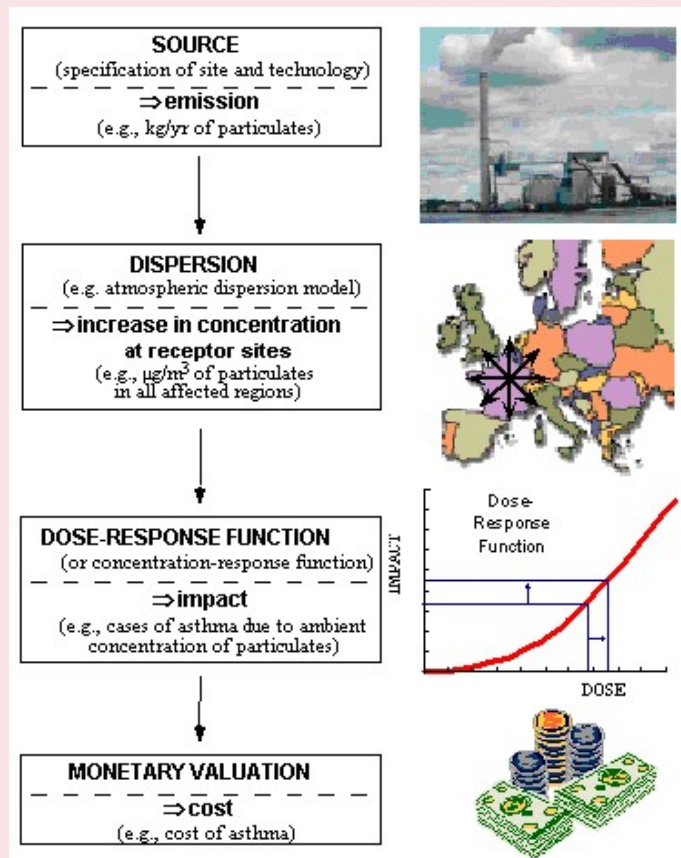 SOURCE
(specification of site and technology)
⇒emission
(e.g., kg/yr of particulates)
DISPERSION
(e.g. atmospheric dispersion model)
⇒increase in concentration
at receptor sites
(e.g., µg/m³ of particulates
in all affected regions)
DOSE-RESPONSE FUNCTION
(or concentration-response function)
⇒impact
(e.g., cases of asthma due to ambient
concentration of particulates)
MONETARY VALUATION
⇒cost
(e.g., cost of asthma)
Dose-
Response
Function
IMPACT
DOSE